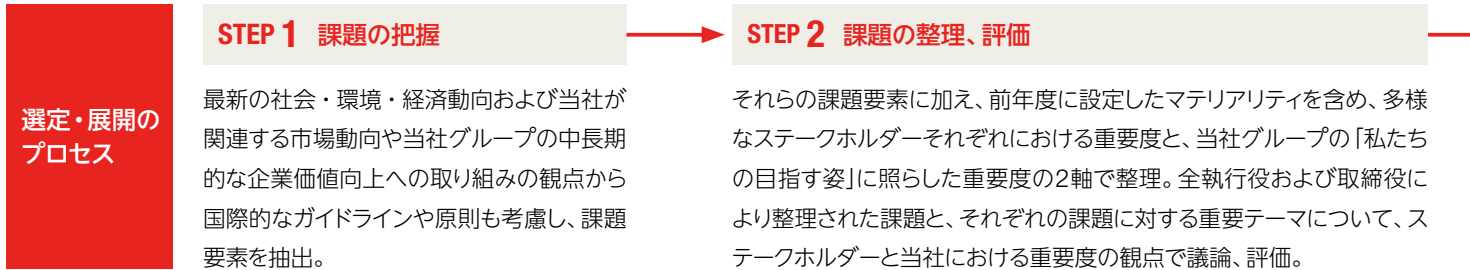 選定・展開の
プロセス
STEP 1 課題の把握
最新の社会・環境・経済動向および当社が
関連する市場動向や当社グループの中長期
的な企業価値向上への取り組みの観点から
国際的なガイドラインや原則も考慮し、課題
要素を抽出。
STEP 2 課題の整理、評価
それらの課題要素に加え、前年度に設定したマテリアリティを含め、多様
なステークホルダーそれぞれにおける重要度と、当社グループの「私たち
の目指す姿」に照らした重要度の2軸で整理。全執行役および取締役に
より整理された課題と、それぞれの課題に対する重要テーマについて、ス
テークホルダーと当社における重要度の観点で議論、評価。